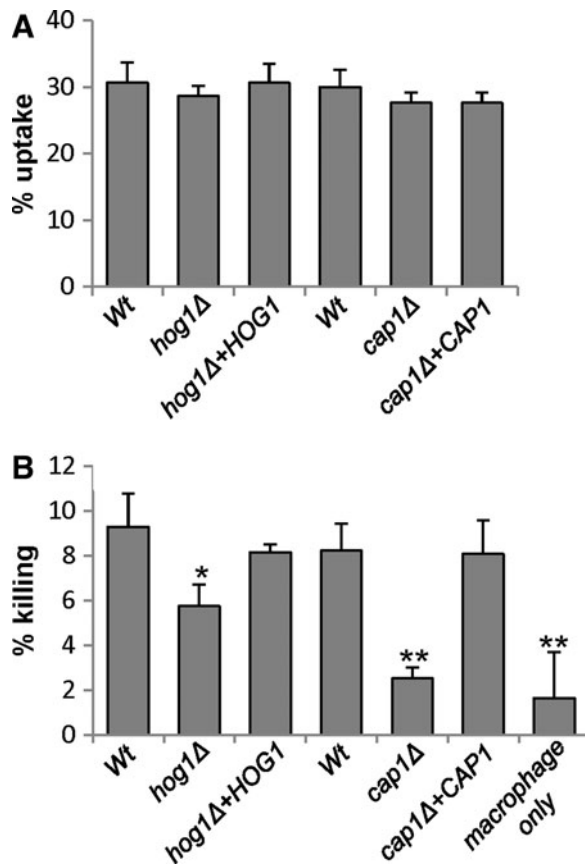 A
% uptake
40
30
20
10
0
Wt
hog1Δ
hog1Δ+HOG1
Wt
cap1Δ
cap1Δ+CAP1
B
% killing
12
10
8
6
4
2
0
*
**
**
Wt
hog1Δ
hog1Δ+HOG1
Wt
cap1Δ
cap1Δ+CAP1
macrophage
only